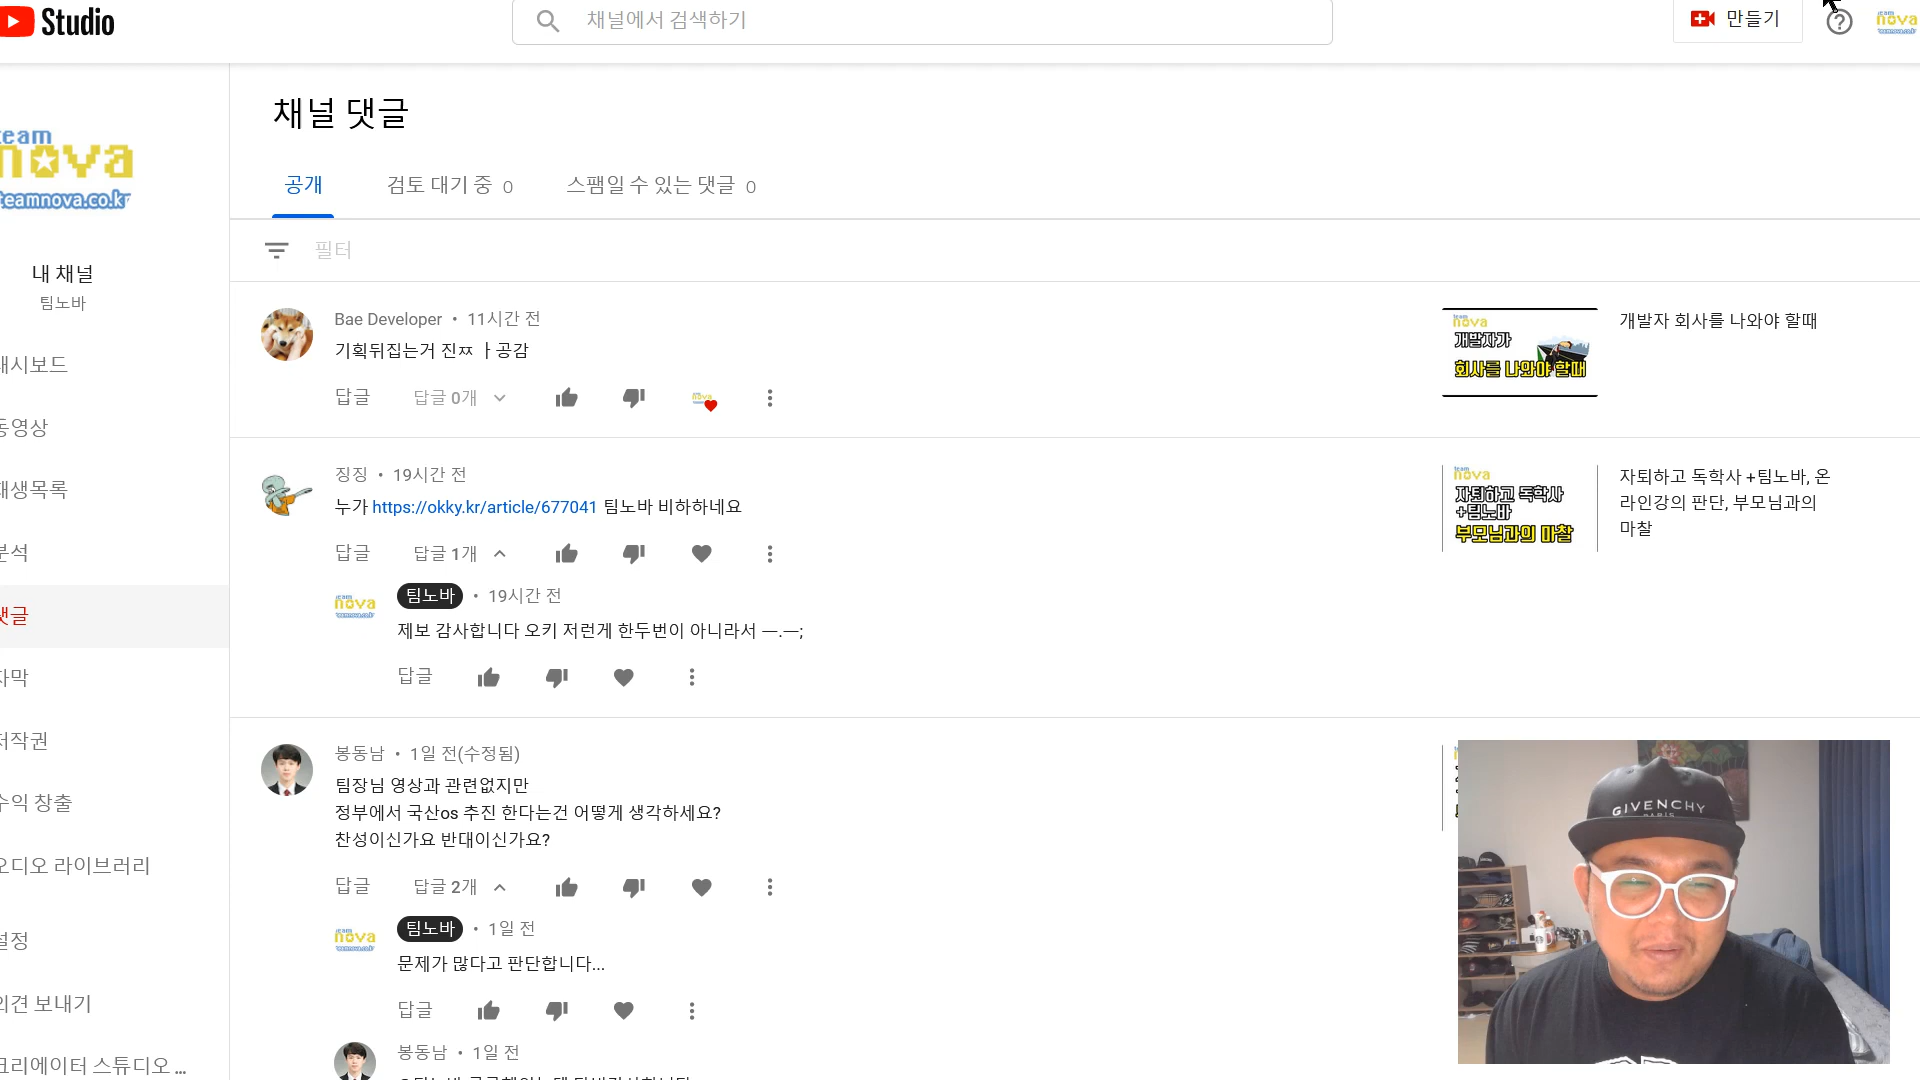 Studio
채널에서 검색하기
만들기
team
nova
teamnova.co.kr
내 채널
팀노바
대시보드
동영상
재생목록
분석
댓글
자막
저작권
수익 창출
오디오 라이브러리
설정
의견 보내기
크리에이터 스튜디오 ...
채널 댓글
공개
검토 대기 중 0
스팸일 수 있는 댓글 0
필터
Bae Developer • 11시간 전
기획뒤집는거 진ㅉ ㅏ공감
답글
답글 0개
team
nova
개발자가
회사를 나와야 할때
개발자 회사를 나와야 할때
징징 • 19시간 전
누가 https://okky.kr/article/677041 팀노바 비하하네요
답글
답글 1개
team
nova
자퇴하고 독학사
+팀노바
부모님과의 마찰
자퇴하고 독학사 +팀노바, 온
라인강의 판단, 부모님과의
마찰
팀노바 • 19시간 전
제보 감사합니다 오키 저런게 한두번이 아니라서 ㅡ.ㅡ;
답글
봉동남 • 1일 전(수정됨)
팀장님 영상과 관련없지만
정부에서 국산os 추진 한다는건 어떻게 생각하세요?
찬성이신가요 반대이신가요?
답글
답글 2개
팀노바 • 1일 전
문제가 많다고 판단합니다...
답글
봉동남 • 1일 전
GIVENCHY
PARIS